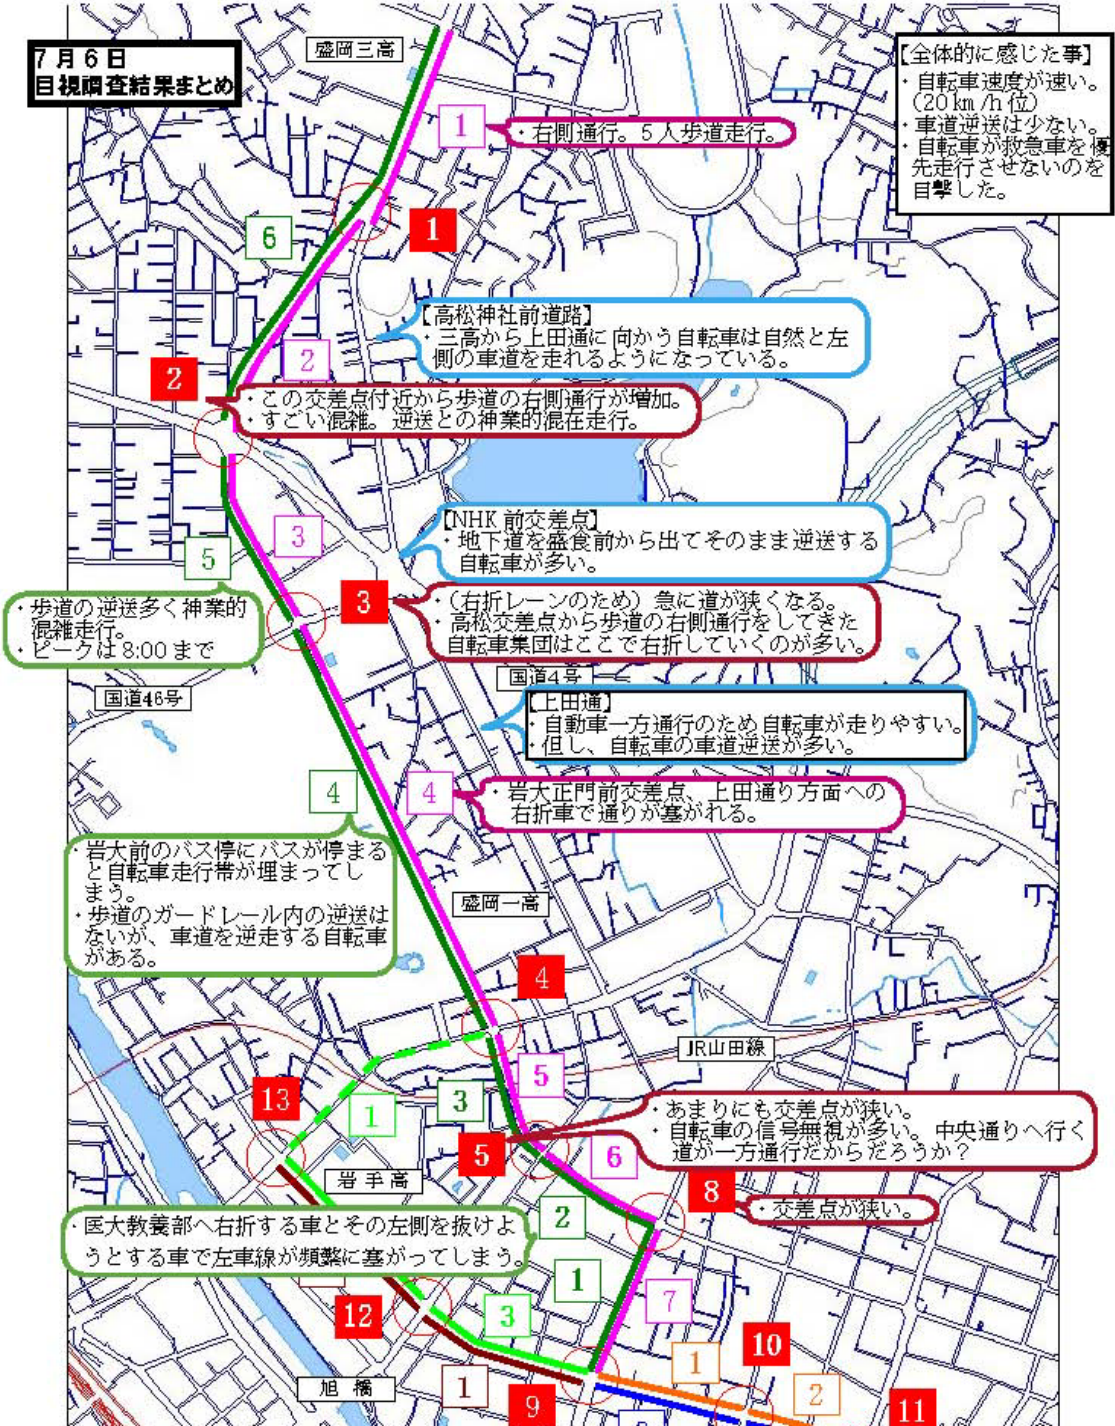 7月6日
目視調査結果まとめ
盛岡三高
【全体的に感じた事】
・自転車速度が速い。
(20km/h位)
・車道逆送は少ない。
・自転車が救急車を優
先走行させないのを
目撃した。
1
・右側通行。5人歩道走行。
6
1
【高松神社前道路】
・三高から上田通に向かう自転車は自然と左
側の車道を走れるようになっている。
2
2
・この交差点付近から歩道の右側通行が増加。
・すごい混雑。逆送との神業的混在走行。
【NHK前交差点】
・地下道を盛食前から出てそのまま逆送する
自転車が多い。
3
5
・歩道の逆送多く神業的
混雑走行。
・ピークは8:00まで
3
・(右折レーンのため)急に道が狭くなる。
・高松交差点から歩道の右側通行をしてきた
自転車集団はここで右折していくのが多い。
国道46号
国道4号
【上田通】
・自動車一方通行のため自転車が走りやすい。
・但し、自転車の車道逆送が多い。
4
4
・岩大正門前交差点、上田通り方面への
右折車で通りが塞がれる。
・岩大前のバス停にバスが停まる
と自転車走行帯が埋まってし
まう。
・歩道のガードレール内の逆送は
ないが、車道を逆走する自転車
がある。
盛岡一高
4
JR山田線
5
3
13
1
・あまりにも交差点が狭い。
・自転車の信号無視が多い。中央通りへ行く
道が一方通行だからだろうか?
5
6
岩手高
8
・交差点が狭い。
2
・医大教養部へ右折する車とその左側を抜けよ
うとする車で左車線が頻繁に塞がってしまう。
1
7
12
3
10
1
旭橋
1
9
2
11